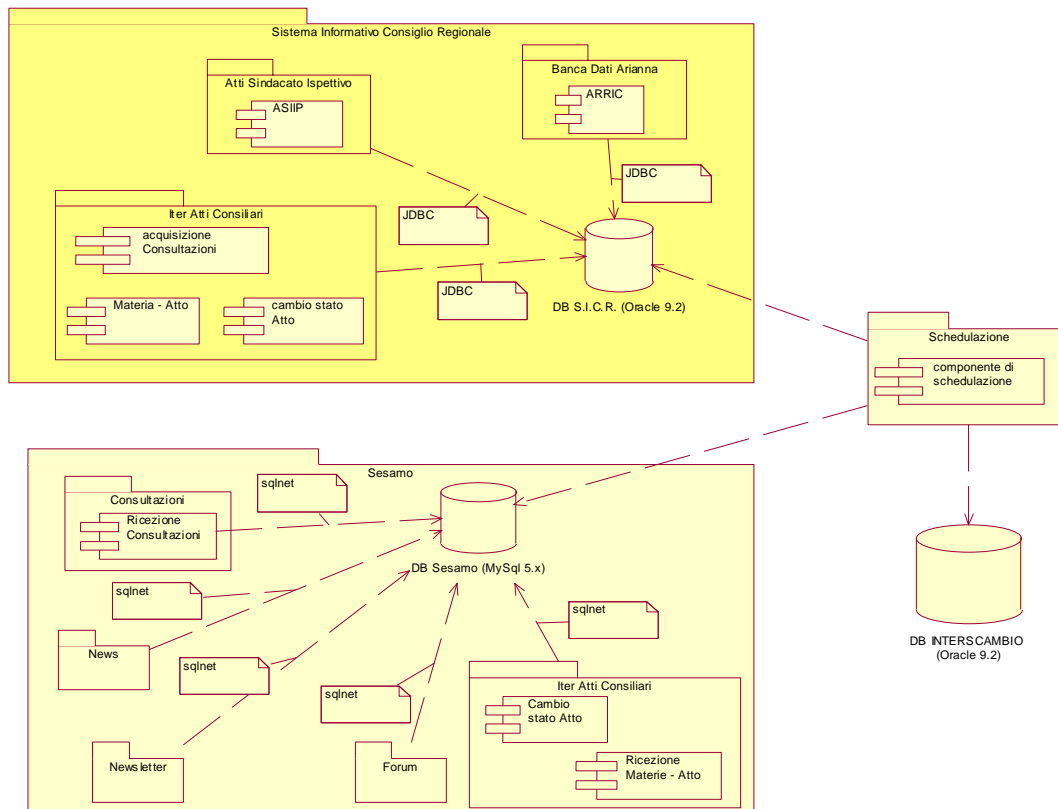 Sistema Informativo Consiglio Regionale
Atti Sindacato Ispettivo
ASIIP
Banca Dati Arianna
ARRIC
JDBC
JDBC
Iter Atti Consiliari
acquisizione
Consultazioni
Materia - Atto
cambio stato
Atto
JDBC
DB S.I.C.R. (Oracle 9.2)
Schedulazione
componente di
schedulazione
Sesamo
Consultazioni
Ricezione
Consultazioni
sqlnet
DB Sesamo (MySql 5.x)
sqlnet
News
sqlnet
sqlnet
sqlnet
Newsletter
Forum
Iter Atti Consiliari
Cambio
stato Atto
Ricezione
Materie - Atto
DB INTERSCAMBIO
(Oracle 9.2)